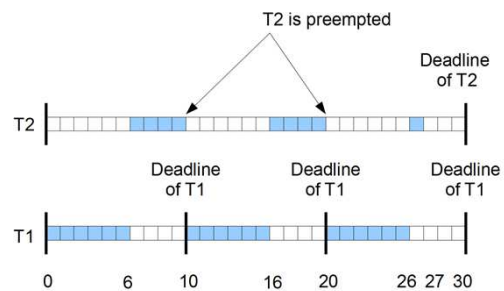 T2 is preempted
Deadline
of T2
T2
Deadline
of T1
Deadline
of T1
Deadline
of T1
T1
0 6 10 16 20 26 27 30